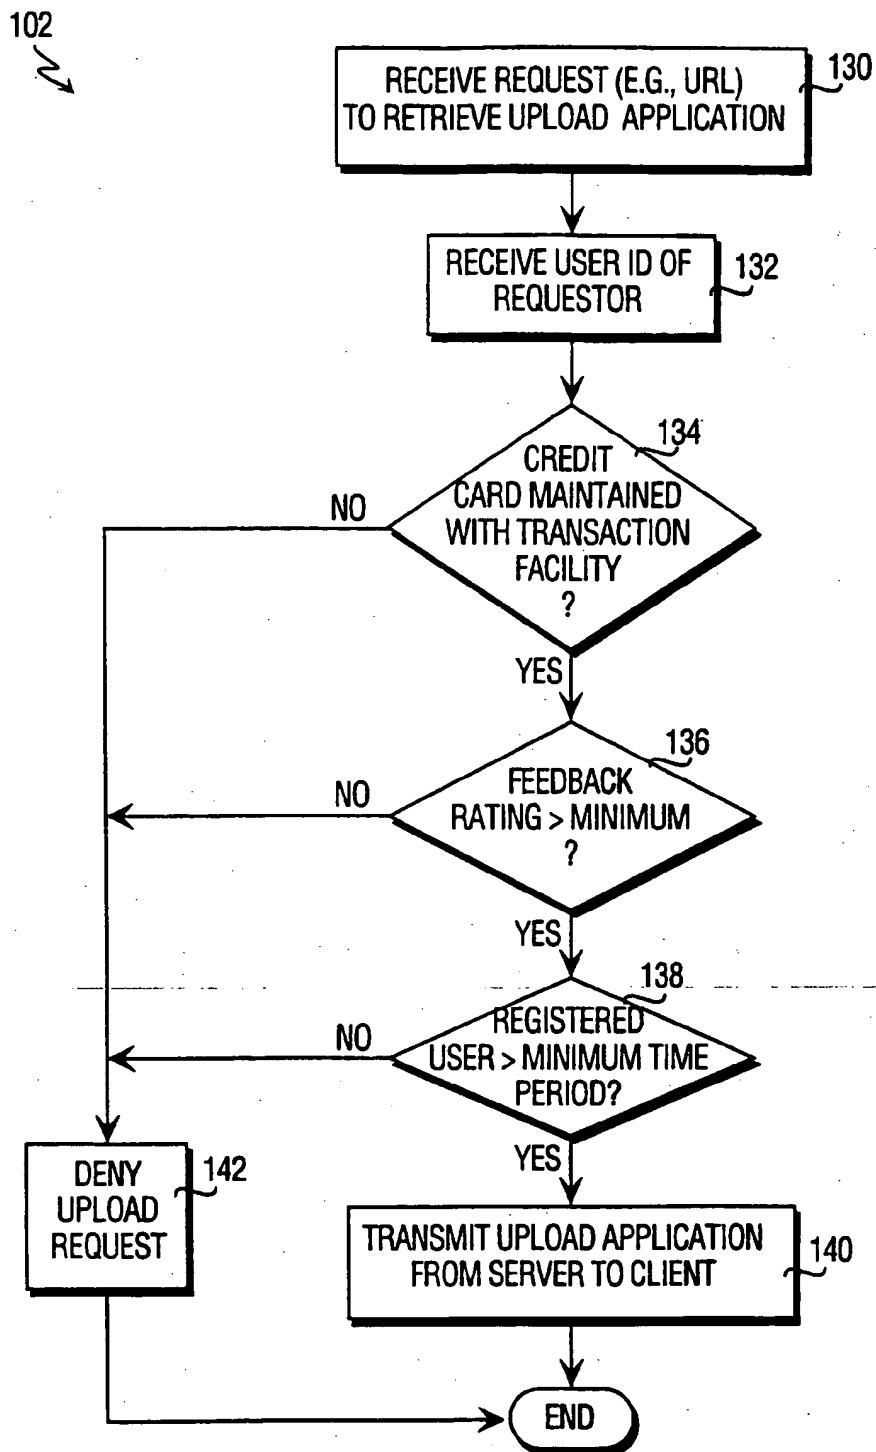 102
RECEIVE REQUEST (E.G., URL)
TO RETRIEVE UPLOAD APPLICATION
130
RECEIVE USER ID OF
REQUESTOR
132
134
CREDIT
CARD MAINTAINED
WITH TRANSACTION
FACILITY
?
NO
YES
136
FEEDBACK
RATING > MINIMUM
?
NO
YES
138
REGISTERED
USER > MINIMUM TIME
PERIOD?
NO
YES
DENY
UPLOAD
REQUEST
142
TRANSMIT UPLOAD APPLICATION
FROM SERVER TO CLIENT
140
END